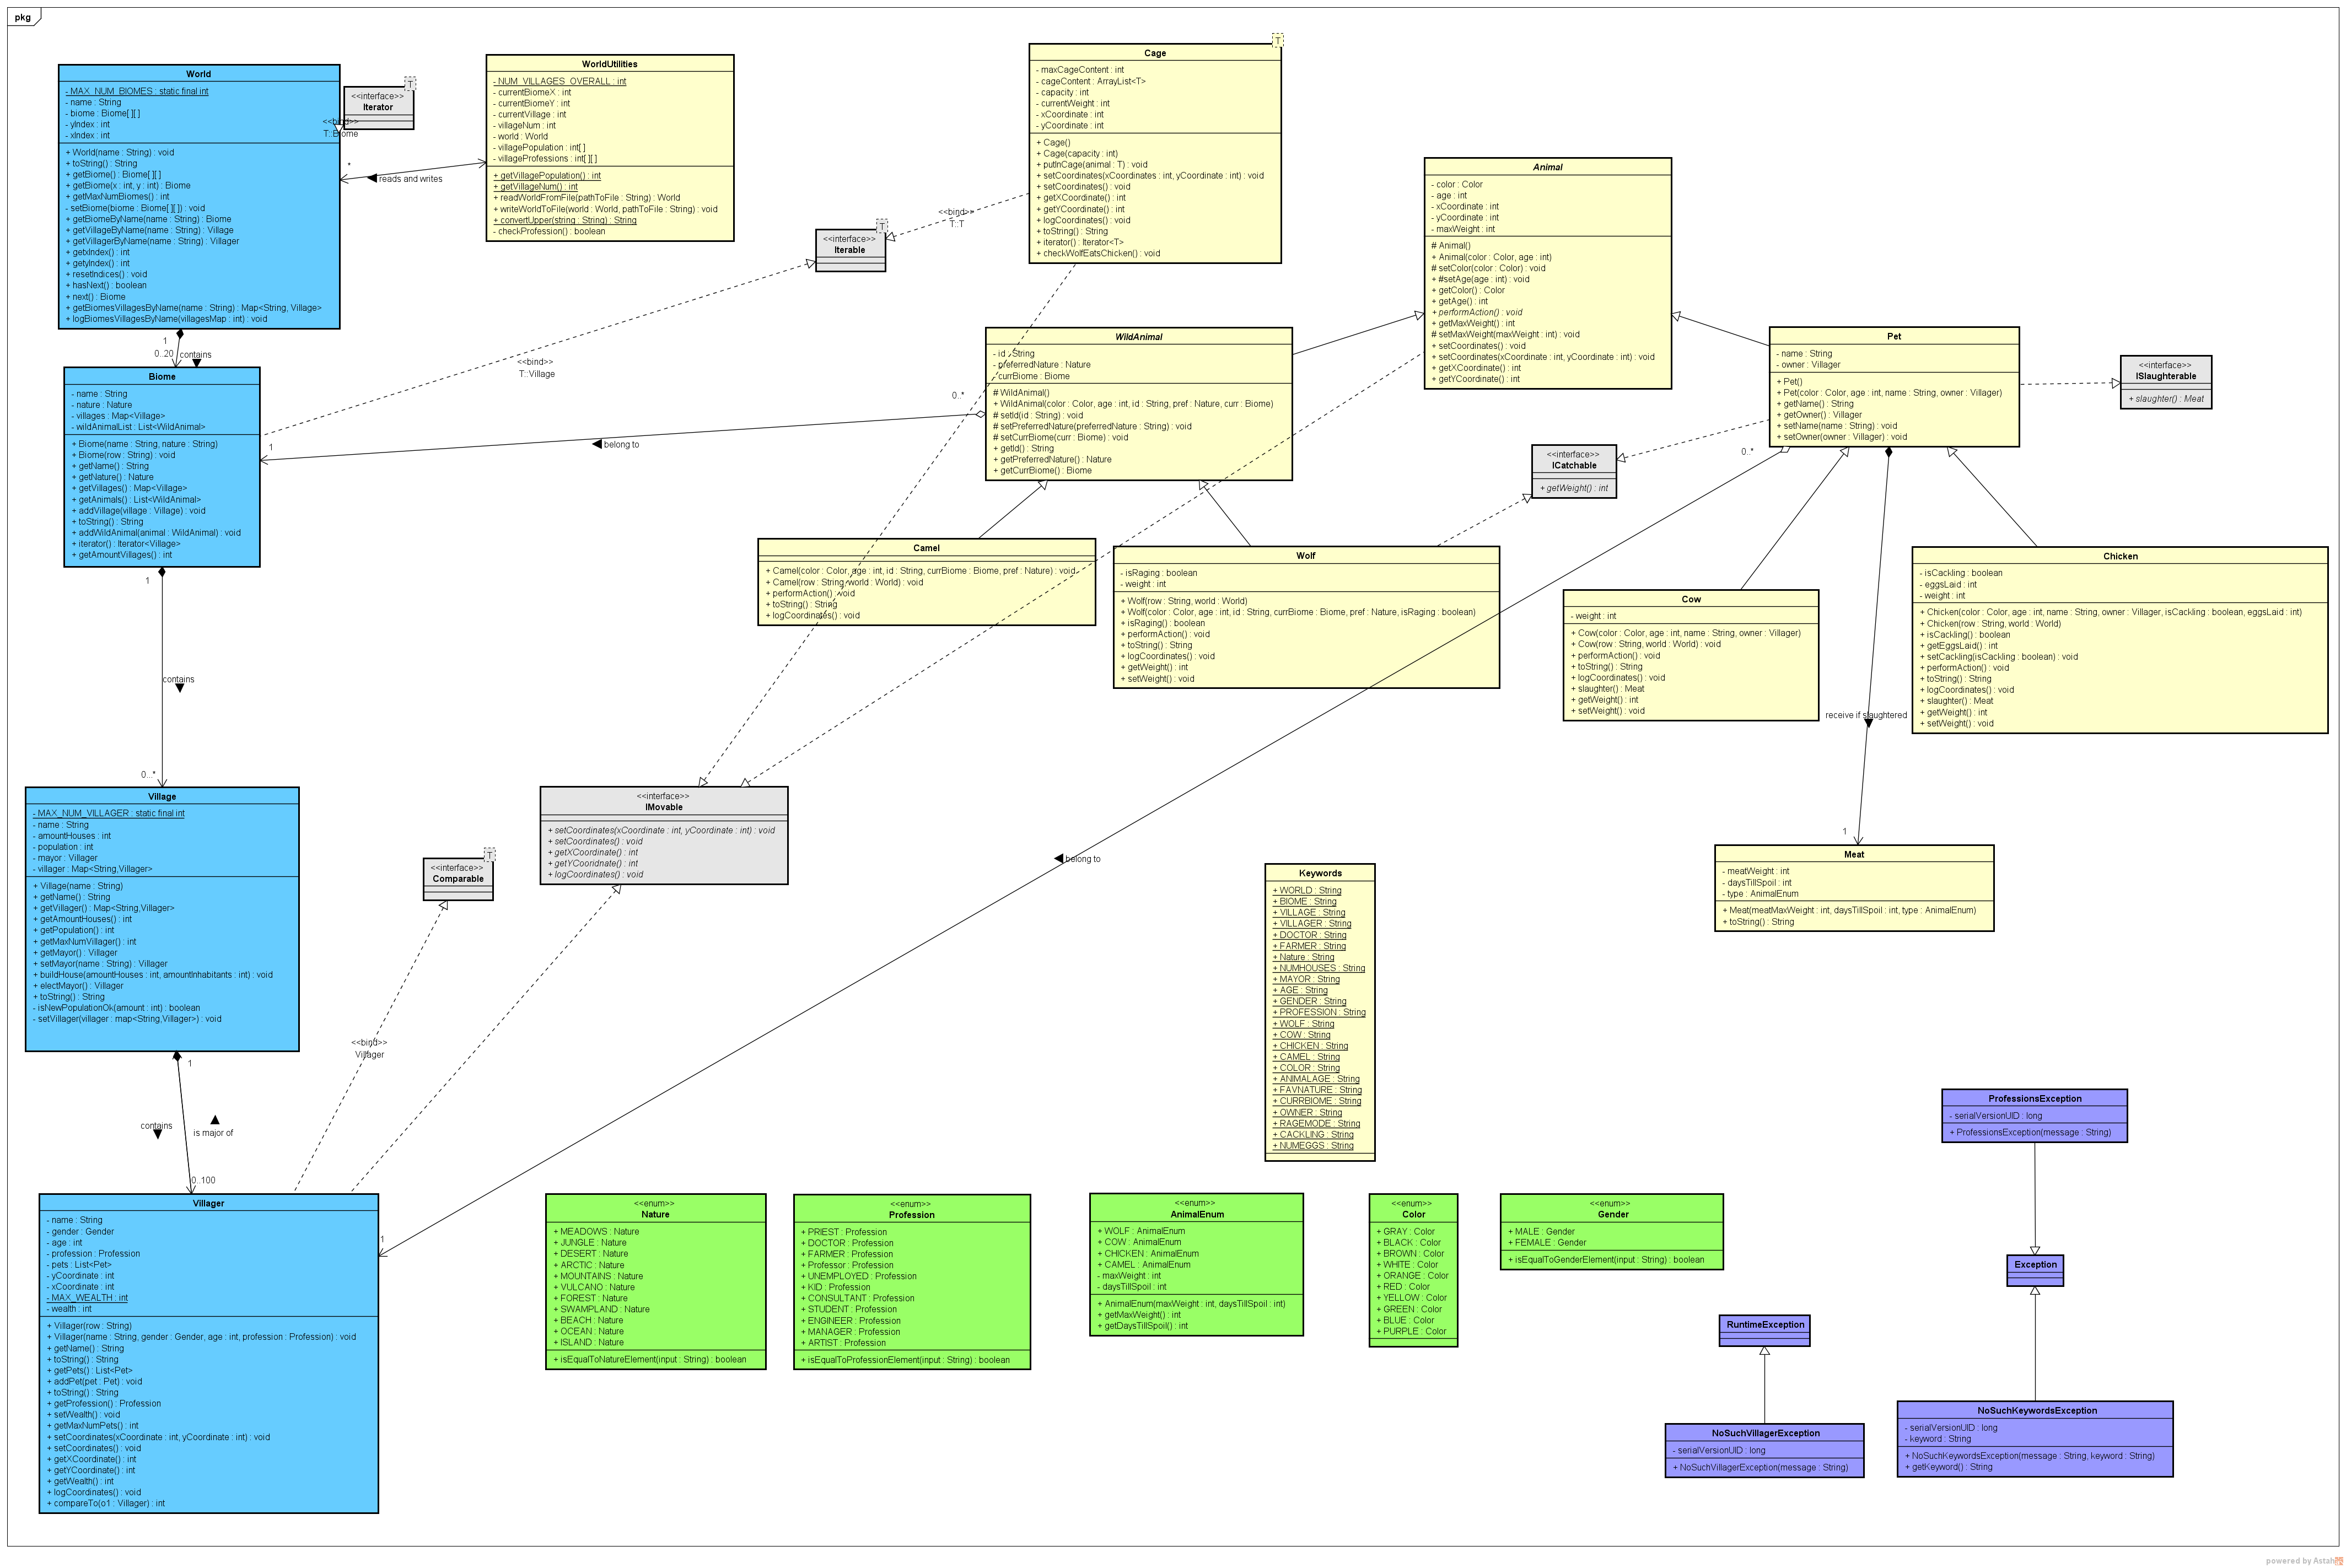 pkg
World
- MAX_NUM_BIOMES : static final int
- name : String
- biome : Biome[ ][ ]
- yIndex : int
- xIndex : int
+ World(name : String) : void
+ toString() : String
+ getBiome() : Biome[ ][ ]
+ getBiome(x : int, y : int) : Biome
+ getMaxNumBiomes() : int
- setBiome(biome : Biome[ ][ ]) : void
+ getBiomeByName(name : String) : Biome
+ getVillageByName(name : String) : Village
+ getVillagerByName(name : String) : Villager
+ getxIndex() : int
+ getyIndex() : int
+ resetIndices() : void
+ hasNext() : boolean
+ next() : Biome
+ getBiomesVillagesByName(name : String) : Map<String, Village>
+ logBiomesVillagesByName(villagesMap : int) : void
T
<<interface>>
Iterator
<<bind>>
T::Biome
*
reads and writes
WorldUtilities
- NUM_VILLAGES_OVERALL : int
- currentBiomeX : int
- currentBiomeY : int
- currentVillage : int
- villageNum : int
- world : World
- villagePopulation : int[ ]
- villageProfessions : int[ ][ ]
+ getVillagePopulation() : int
+ getVillageNum() : int
+ readWorldFromFile(pathToFile : String) : World
+ writeWorldToFile(world : World, pathToFile : String) : void
+ convertUpper(string : String) : String
- checkProfession() : boolean
T
Cage
- maxCageContent : int
- cageContent : ArrayList<T>
- capacity : int
- currentWeight : int
- xCoordinate : int
- yCoordinate : int
+ Cage()
+ Cage(capacity : int)
+ putInCage(animal : T) : void
+ setCoordinates(xCoordinates : int, yCoordinate : int) : void
+ setCoordinates() : void
+ getXCoordinate() : int
+ getYCoordinate() : int
+ logCoordinates() : void
+ toString() : String
+ iterator() : Iterator<T>
+ checkWolfEatsChicken() : void
<<bind>>
T::T
T
<<interface>>
Iterable
<<bind>>
T::Village
Animal
- color : Color
- age : int
- xCoordinate : int
- yCoordinate : int
- maxWeight : int
# Animal()
+ Animal(color : Color, age : int)
# setColor(color : Color) : void
+ #setAge(age : int) : void
+ getColor() : Color
+ getAge() : int
+ performAction() : void
+ getMaxWeight() : int
# setMaxWeight(maxWeight : int) : void
+ setCoordinates() : void
+ setCoordinates(xCoordinate : int, yCoordinate : int) : void
+ getXCoordinate() : int
+ getYCoordinate() : int
1
0..20
contains
Biome
- name : String
- nature : Nature
- villages : Map<Village>
- wildAnimalList : List<WildAnimal>
+ Biome(name : String, nature : String)
+ Biome(row : String) : void
+ getName() : String
+ getNature() : Nature
+ getVillages() : Map<Village>
+ getAnimals() : List<WildAnimal>
+ addVillage(village : Village) : void
+ toString() : String
+ addWildAnimal(animal : WildAnimal) : void
+ iterator() : Iterator<Village>
+ getAmountVillages() : int
1
belong to
0..*
WildAnimal
- id : String
- preferredNature : Nature
- currBiome : Biome
# WildAnimal()
+ WildAnimal(color : Color, age : int, id : String, pref : Nature, curr : Biome)
# setId(id : String) : void
# setPreferredNature(preferredNature : String) : void
# setCurrBiome(curr : Biome) : void
+ getId() : String
+ getPreferredNature() : Nature
+ getCurrBiome() : Biome
Pet
- name : String
- owner : Villager
+ Pet()
+ Pet(color : Color, age : int, name : String, owner : Villager)
+ getName() : String
+ getOwner() : Villager
+ setName(name : String) : void
+ setOwner(owner : Villager) : void
<<interface>>
ISlaughterable
+ slaughter() : Meat
<<interface>>
ICatchable
+ getWeight() : int
0..*
Camel
+ Camel(color : Color, age : int, id : String, currBiome : Biome, pref : Nature) : void
+ Camel(row : String, world : World) : void
+ performAction() : void
+ toString() : String
+ logCoordinates() : void
Wolf
- isRaging : boolean
- weight : int
+ Wolf(row : String, world : World)
+ Wolf(color : Color, age : int, id : String, currBiome : Biome, pref : Nature, isRaging : boolean)
+ isRaging() : boolean
+ performAction() : void
+ toString() : String
+ logCoordinates() : void
+ getWeight() : int
+ setWeight() : void
Cow
- weight : int
+ Cow(color : Color, age : int, name : String, owner : Villager)
+ Cow(row : String, world : World) : void
+ performAction() : void
+ toString() : String
+ logCoordinates() : void
+ slaughter() : Meat
+ getWeight() : int
+ setWeight() : void
Chicken
- isCackling : boolean
- eggsLaid : int
- weight : int
+ Chicken(color : Color, age : int, name : String, owner : Villager, isCackling : boolean, eggsLaid : int)
+ Chicken(row : String, world : World)
+ isCackling() : boolean
+ getEggsLaid() : int
+ setCackling(isCackling : boolean) : void
+ performAction() : void
+ toString() : String
+ logCoordinates() : void
+ slaughter() : Meat
+ getWeight() : int
+ setWeight() : void
receive if slaughtered
1
1
contains
0...*
Village
- MAX_NUM_VILLAGER : static final int
- name : String
- amountHouses : int
- population : int
- mayor : Villager
- villager : Map<String,Villager>
+ Village(name : String)
+ getName() : String
+ getVillager() : Map<String,Villager>
+ getAmountHouses() : int
+ getPopulation() : int
+ getMaxNumVillager() : int
+ getMayor() : Villager
+ setMayor(name : String) : Villager
+ buildHouse(amountHouses : int, amountInhabitants : int) : void
+ electMayor() : Villager
+ toString() : String
- isNewPopulationOk(amount : int) : boolean
- setVillager(villager : map<String,Villager>) : void
<<interface>>
IMovable
+ setCoordinates(xCoordinate : int, yCoordinate : int) : void
+ setCoordinates() : void
+ getXCoordinate() : int
+ getYCooridnate() : int
+ logCoordinates() : void
T
<<interface>>
Comparable
<<bind>>
Villager
belong to
Meat
- meatWeight : int
- daysTillSpoil : int
- type : AnimalEnum
+ Meat(meatMaxWeight : int, daysTillSpoil : int, type : AnimalEnum)
+ toString() : String
Keywords
+ WORLD : String
+ BIOME : String
+ VILLAGE : String
+ VILLAGER : String
+ DOCTOR : String
+ FARMER : String
+ Nature : String
+ NUMHOUSES : String
+ MAYOR : String
+ AGE : String
+ GENDER : String
+ PROFESSION : String
+ WOLF : String
+ COW : String
+ CHICKEN : String
+ CAMEL : String
+ COLOR : String
+ ANIMALAGE : String
+ FAVNATURE : String
+ CURRBIOME : String
+ OWNER : String
+ RAGEMODE : String
+ CACKLING : String
+ NUMEGGS : String
1
contains
is major of
0..100
Villager
- name : String
- gender : Gender
- age : int
- profession : Profession
- pets : List<Pet>
- yCoordinate : int
- xCoordinate : int
- MAX_WEALTH : int
- wealth : int
+ Villager(row : String)
+ Villager(name : String, gender : Gender, age : int, profession : Profession) : void
+ getName() : String
+ toString() : String
+ getPets() : List<Pet>
+ addPet(pet : Pet) : void
+ toString() : String
+ getProfession() : Profession
+ setWealth() : void
+ getMaxNumPets() : int
+ setCoordinates(xCoordinate : int, yCoordinate : int) : void
+ setCoordinates() : void
+ getXCoordinate() : int
+ getYCoordinate() : int
+ getWealth() : int
+ logCoordinates() : void
+ compareTo(o1 : Villager) : int
1
<<enum>>
Nature
+ MEADOWS : Nature
+ JUNGLE : Nature
+ DESERT : Nature
+ ARCTIC : Nature
+ MOUNTAINS : Nature
+ VULCANO : Nature
+ FOREST : Nature
+ SWAMPLAND : Nature
+ BEACH : Nature
+ OCEAN : Nature
+ ISLAND : Nature
+ isEqualToNatureElement(input : String) : boolean
<<enum>>
Profession
+ PRIEST : Profession
+ DOCTOR : Profession
+ FARMER : Profession
+ Professor : Profession
+ UNEMPLOYED : Profession
+ KID : Profession
+ CONSULTANT : Profession
+ STUDENT : Profession
+ ENGINEER : Profession
+ MANAGER : Profession
+ ARTIST : Profession
+ isEqualToProfessionElement(input : String) : boolean
<<enum>>
AnimalEnum
+ WOLF : AnimalEnum
+ COW : AnimalEnum
+ CHICKEN : AnimalEnum
+ CAMEL : AnimalEnum
- maxWeight : int
- daysTillSpoil : int
+ AnimalEnum(maxWeight : int, daysTillSpoil : int)
+ getMaxWeight() : int
+ getDaysTillSpoil() : int
<<enum>>
Color
+ GRAY : Color
+ BLACK : Color
+ BROWN : Color
+ WHITE : Color
+ ORANGE : Color
+ RED : Color
+ YELLOW : Color
+ GREEN : Color
+ BLUE : Color
+ PURPLE : Color
<<enum>>
Gender
+ MALE : Gender
+ FEMALE : Gender
+ isEqualToGenderElement(input : String) : boolean
ProfessionsException
- serialVersionUID : long
+ ProfessionsException(message : String)
Exception
RuntimeException
NoSuchVillagerException
- serialVersionUID : long
+ NoSuchVillagerException(message : String)
NoSuchKeywordsException
- serialVersionUID : long
- keyword : String
+ NoSuchKeywordsException(message : String, keyword : String)
+ getKeyword() : String
powered by Astah